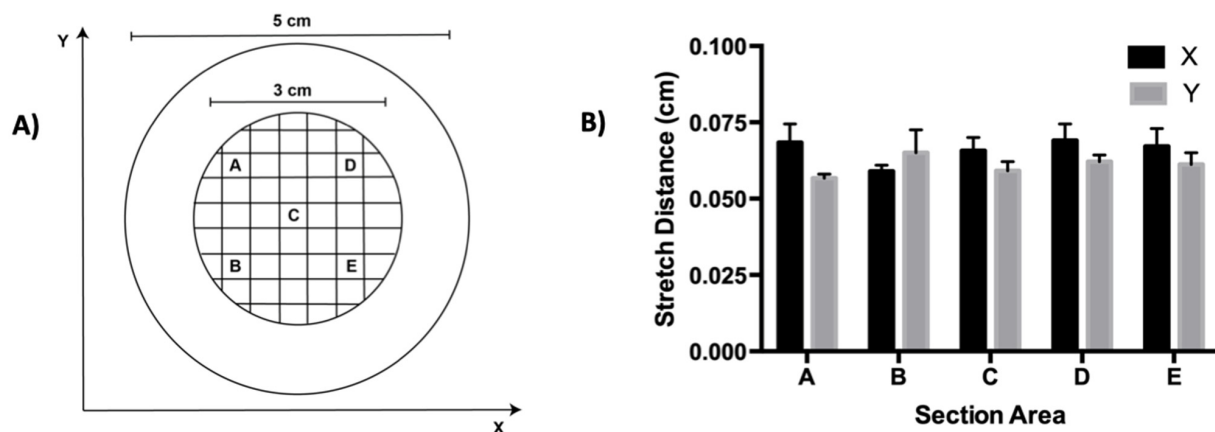 A)
Y
5 cm
3 cm
A
D
C
B
E
X
B)
Stretch Distance (cm)
0.100
0.075
0.050
0.025
0.000
X
Y
A B C D E
Section Area